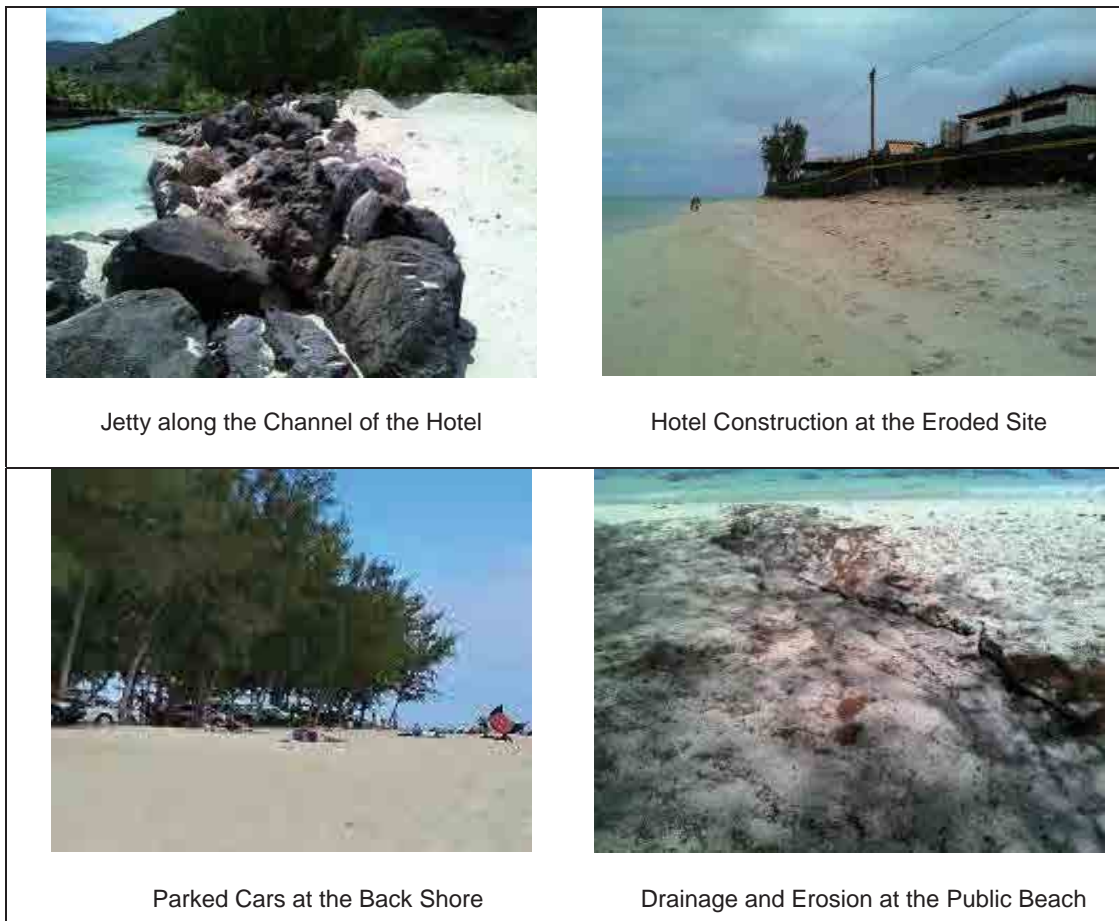 Jetty along the Channel of the Hotel
Hotel Construction at the Eroded Site
Parked Cars at the Back Shore
Drainage and Erosion at the Public Beach